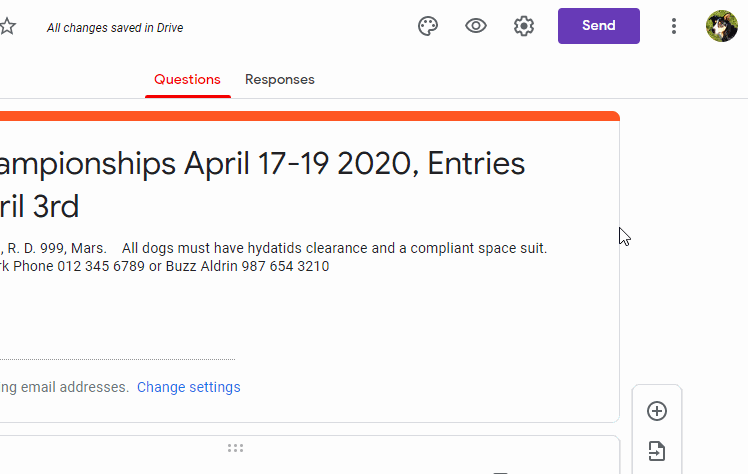 All changes saved in Drive
Send
Questions Responses
ampionships April 17-19 2020, Entries
ril 3rd
, R. D. 999, Mars. All dogs must have hydatids clearance and a compliant space suit.
rk Phone 012 345 6789 or Buzz Aldrin 987 654 3210
ng email addresses. Change settings